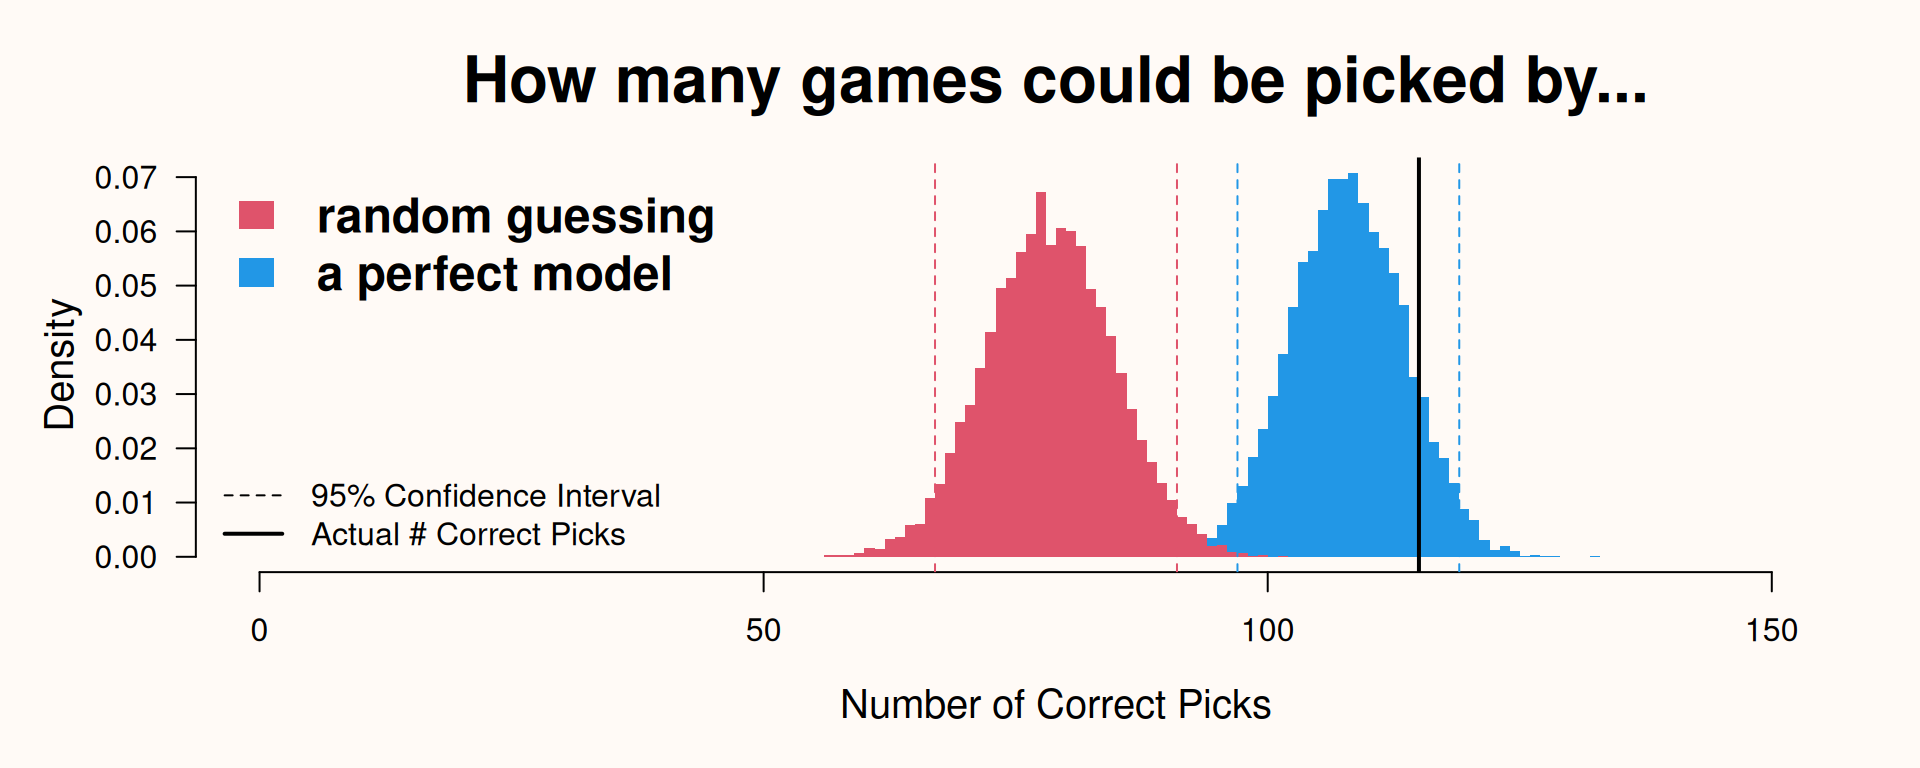 How many games could be picked by...
0.07
0.06
0.05
0.04
0.03
0.02
0.01
0.00
Density
random guessing
a perfect model
95% Confidence Interval
Actual # Correct Picks
0 50 100 150
Number of Correct Picks